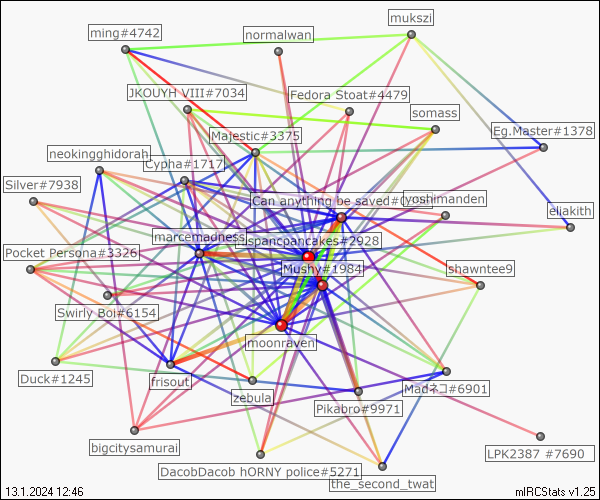 mukszi
ming#4742
normalwan
JKOUYH VIII#7034
Fedora Stoat#4479
somass
Eg.Master#1378
Majestic#3375
neokingghidorah
Cypha#1717
Silver#7938
Can anything be saved#0
yoshimanden
eliakith
marcemadness
spancpancakes#2928
Pocket Persona#3326
Mushy#1984
shawntee9
Swirly Boi#6154
moonraven
Duck#1245
frisout
zebula
Madネコ#6901
Pikabro#9971
bigcitysamurai
LPK2387 #7690
DacobDacob hORNY police#5271
the_second_twat
13.1.2024 12:46
mIRCStats v1.25